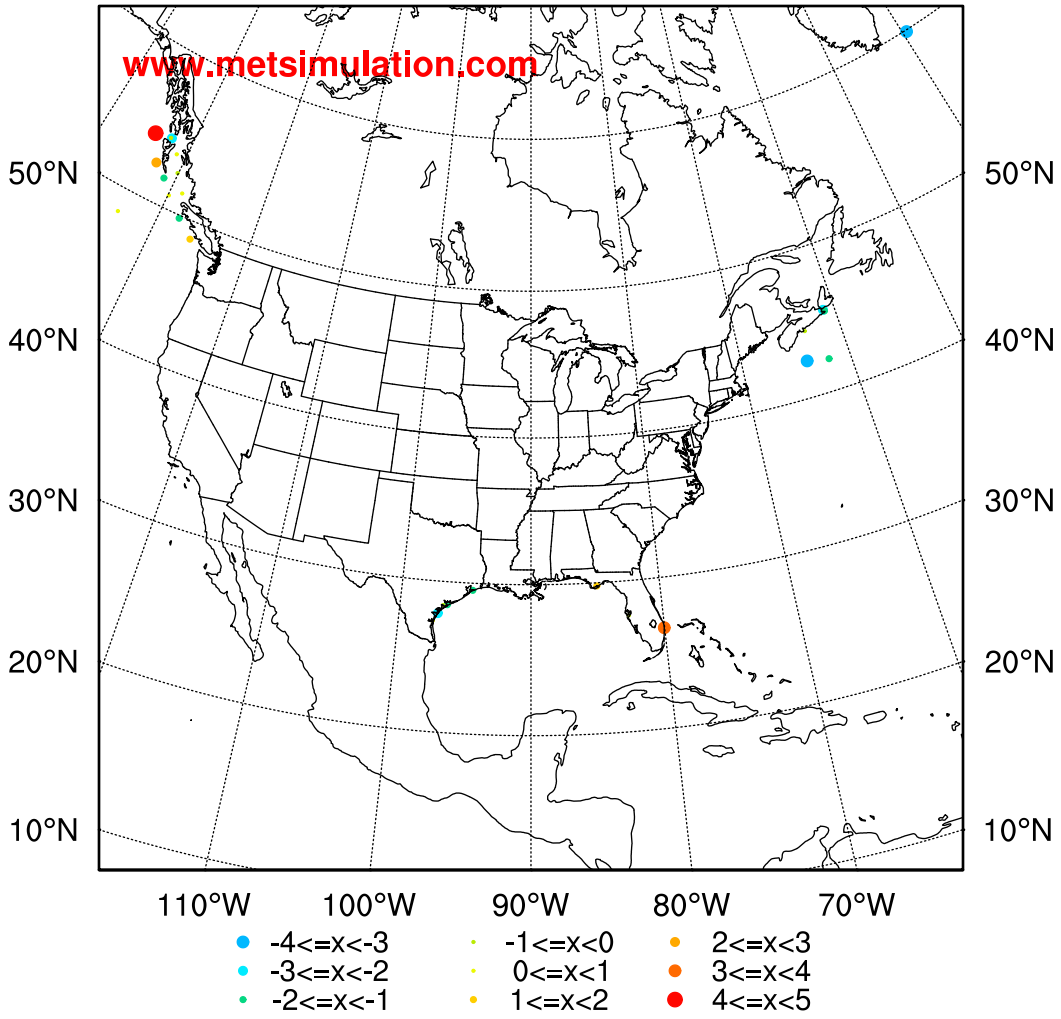 www.metsimulation.com
50°N 50°N
40°N 40°N
30°N 30°N
20°N 20°N
10°N 10°N
110°W 100°W 90°W 80°W 70°W
-4<=x<-3 -1<=x<0 2<=x<3
-3<=x<-2 0<=x<1 3<=x<4
-2<=x<-1 1<=x<2 4<=x<5